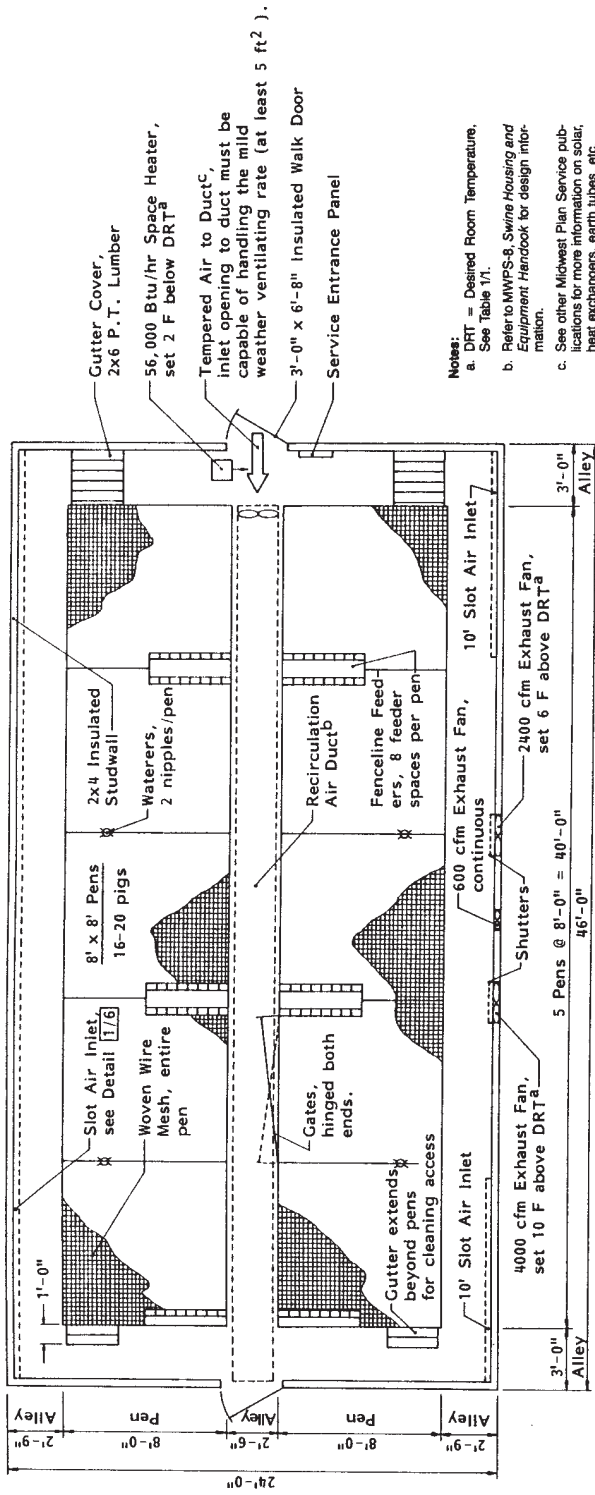 Gutter Cover,
2x6 P.T. Lumber
56,000 Btu/hr Space Heater,
set 2 F below DRTᵃ
Tempered Air to Ductᶜ,
inlet opening to duct must be
capable of handling the mild
weather ventilating rate (at least 5 ft²).
3'-0" x 6'-8" Insulated Walk Door
Service Entrance Panel
Notes:
a. DRT = Desired Room Temperature.
See Table 1/1.
b. Refer to MWPS-8, Swine Housing and
Equipment Handbook for design infor-
mation.
c. See other Midwest Plan Service pub-
lications for more information on solar,
heat exchangers, earth tubes, etc.
1'-0"
Slot Air Inlet,
see Detail 1/6
Woven Wire
Mesh, entire
pen
8' x 8' Pens
16-20 pigs
2x4 Insulated
Studwall
Waterers,
2 nipples/pen
Recirculation
Air Ductᵇ
Gates,
hinged both
ends.
Fenceline Feed-
ers, 8 feeder
spaces per pen
Gutter extends
beyond pens
for cleaning access
600 cfm Exhaust Fan,
continuous
10' Slot Air Inlet
10' Slot Air Inlet
Shutters
4000 cfm Exhaust Fan,
set 10 F above DRTᵃ
2400 cfm Exhaust Fan,
set 6 F above DRTᵃ
3'-0"
Alley
5 Pens @ 8'-0" = 40'-0"
46'-0"
3'-0"
Alley
Alley
2'-9"
Pen
8'-0"
Alley
2'-6"
Pen
8'-0"
Alley
2'-9"
24'-0"